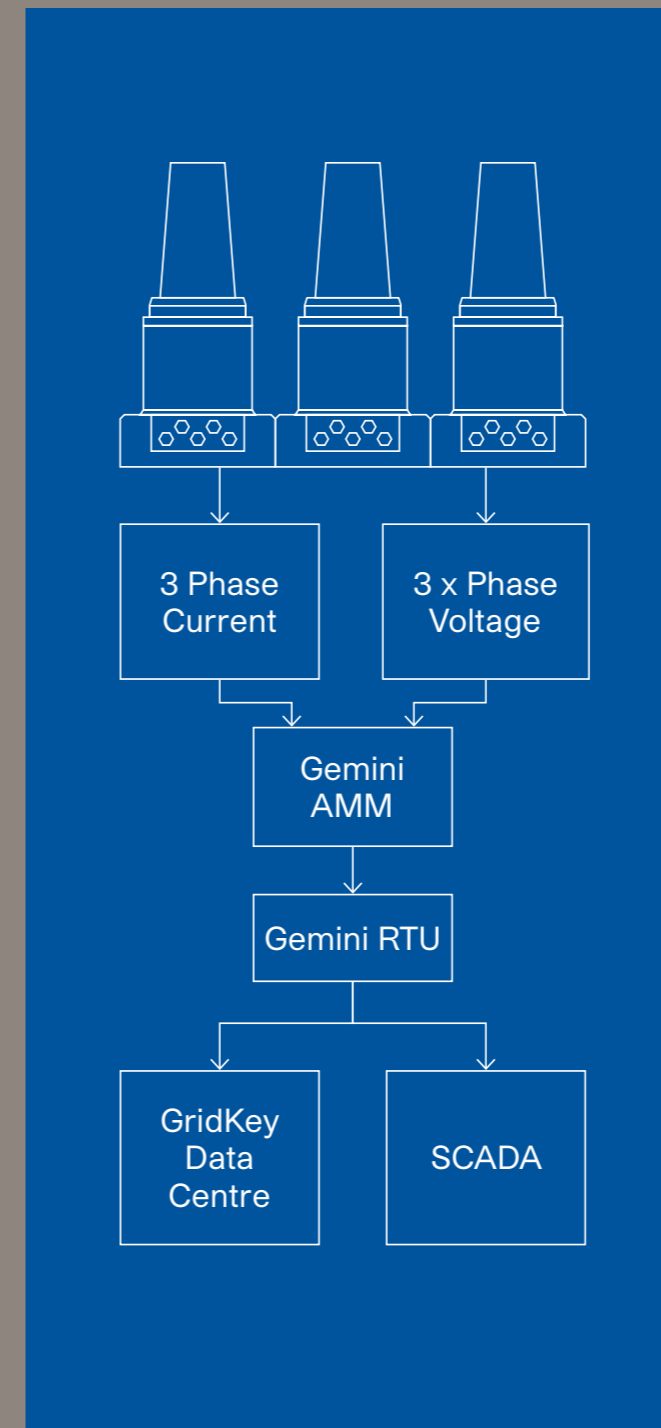 3 Phase
Current
3 x Phase
Voltage
Gemini
AMM
Gemini RTU
GridKey
Data
Centre
SCADA